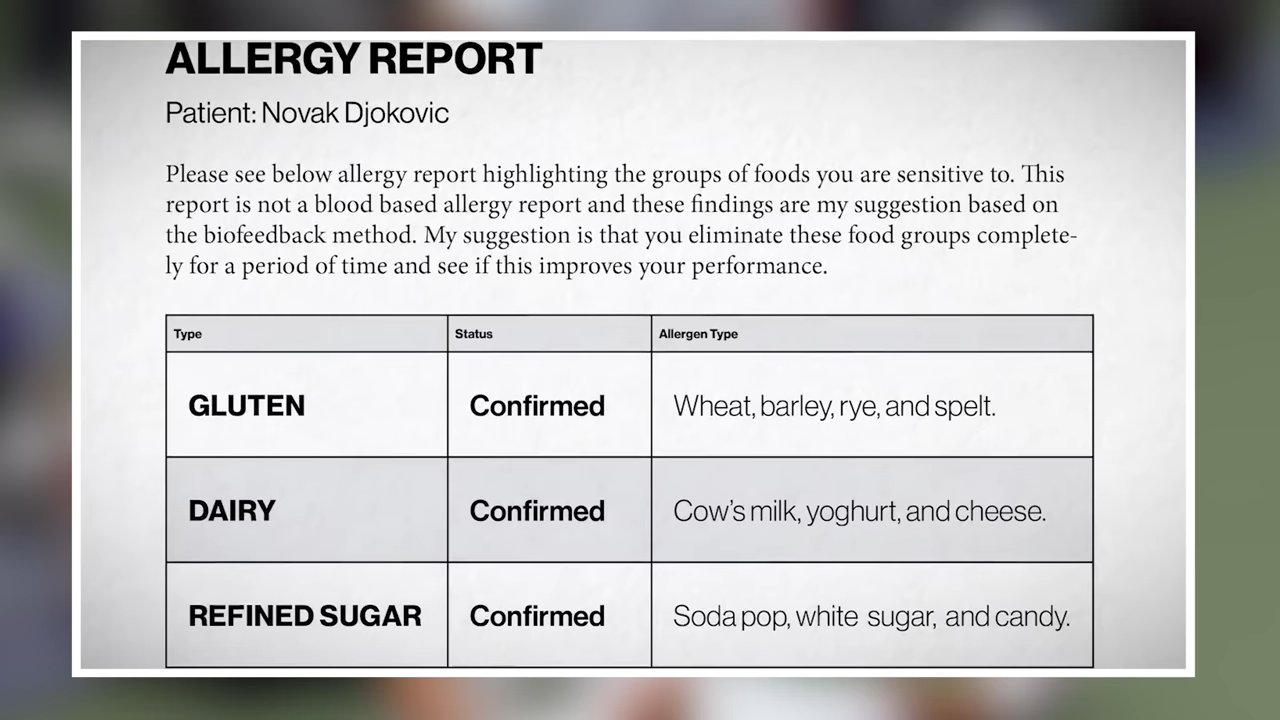 ALLERGY REPORT
Patient: Novak Djokovic
Please see below allergy report highlighting the groups of foods you are sensitive to. This
report is not a blood based allergy report and these findings are my suggestion based on
the biofeedback method. My suggestion is that you eliminate these food groups complete-
ly for a period of time and see if this improves your performance.
Type Status Allergen Type
GLUTEN Confirmed Wheat, barley, rye, and spelt.
DAIRY Confirmed Cow's milk, yoghurt, and cheese.
REFINED SUGAR Confirmed Soda pop, white sugar, and candy.